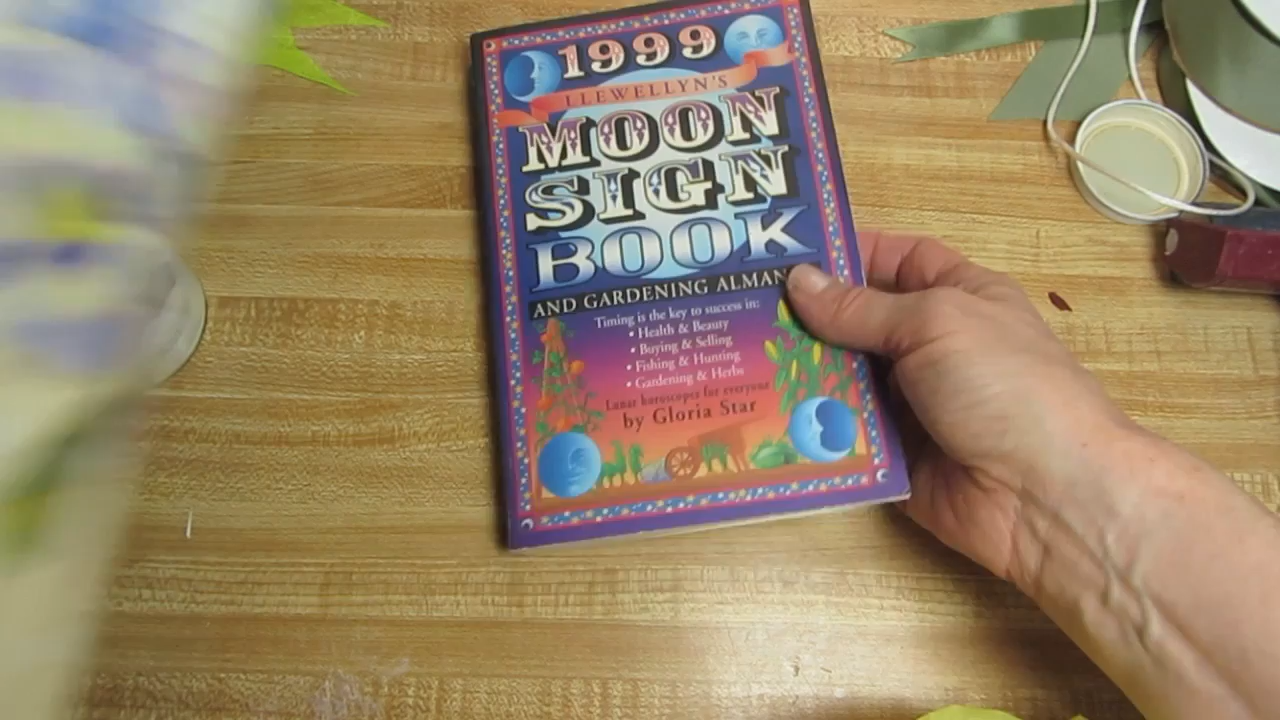 1999
LLEWELLYN'S
MOON
SIGN
BOOK
AND GARDENING ALMAN
Timing is the key to success in:
• Health & Beauty
• Buying & Selling
• Fishing & Hunting
• Gardening & Herbs
Lunar horoscopes for everyone
by Gloria Star